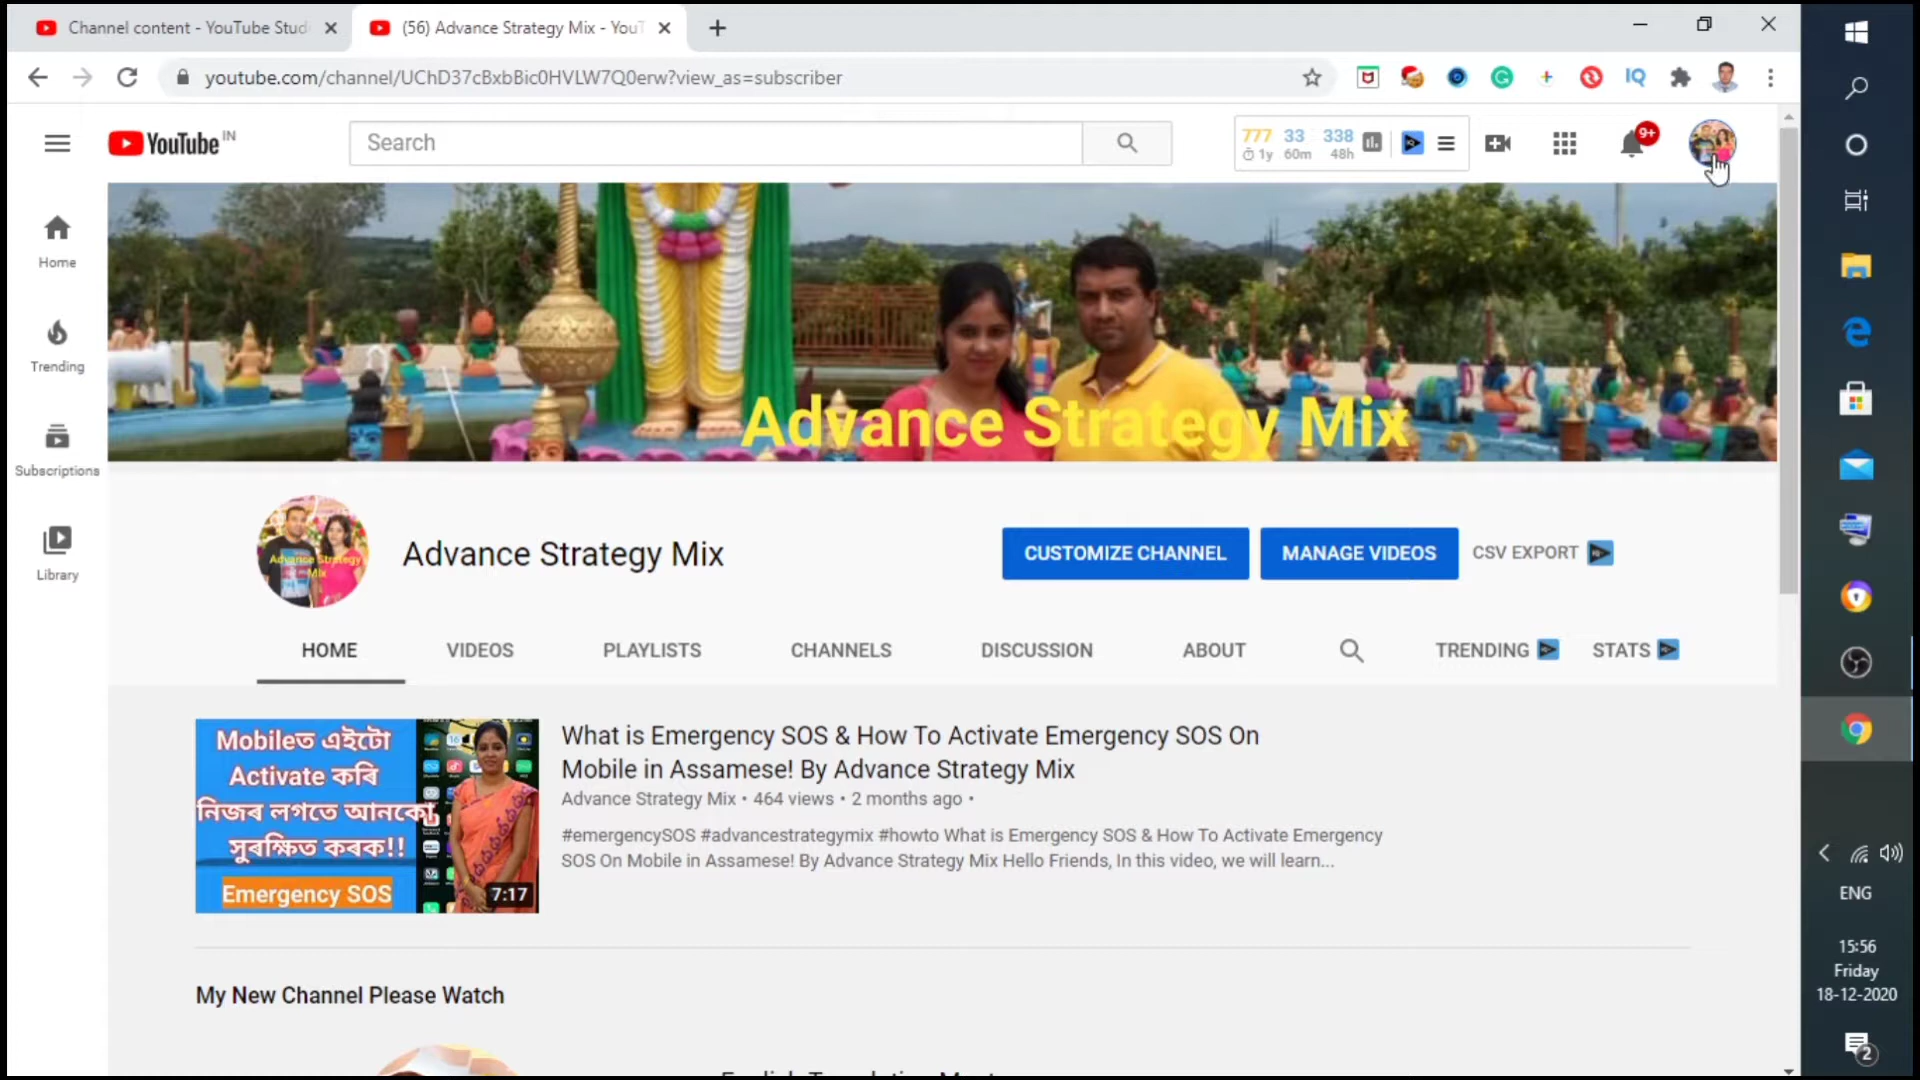 Channel content - YouTube Stud
(56) Advance Strategy Mix - YouT
youtube.com/channel/UChD37cBxbBic0HVLW7Q0erw?view_as=subscriber
IQ
YouTube IN
Search
777 33 338
1y 60m 48h
9+
Home
Trending
Subscriptions
Library
Advance Strategy Mix
Advance Strategy
Mix
Advance Strategy Mix
CUSTOMIZE CHANNEL
MANAGE VIDEOS
CSV EXPORT
HOME
VIDEOS
PLAYLISTS
CHANNELS
DISCUSSION
ABOUT
TRENDING
STATS
Mobileত এইটো
Activate কৰি
নিজৰ লগতে আনকো
সুৰক্ষিত কৰক!!
Emergency SOS
16
7:17
What is Emergency SOS & How To Activate Emergency SOS On
Mobile in Assamese! By Advance Strategy Mix
Advance Strategy Mix • 464 views • 2 months ago •
#emergencySOS #advancestrategymix #howto What is Emergency SOS & How To Activate Emergency
SOS On Mobile in Assamese! By Advance Strategy Mix Hello Friends, In this video, we will learn...
My New Channel Please Watch
ENG
15:56
Friday
18-12-2020
2